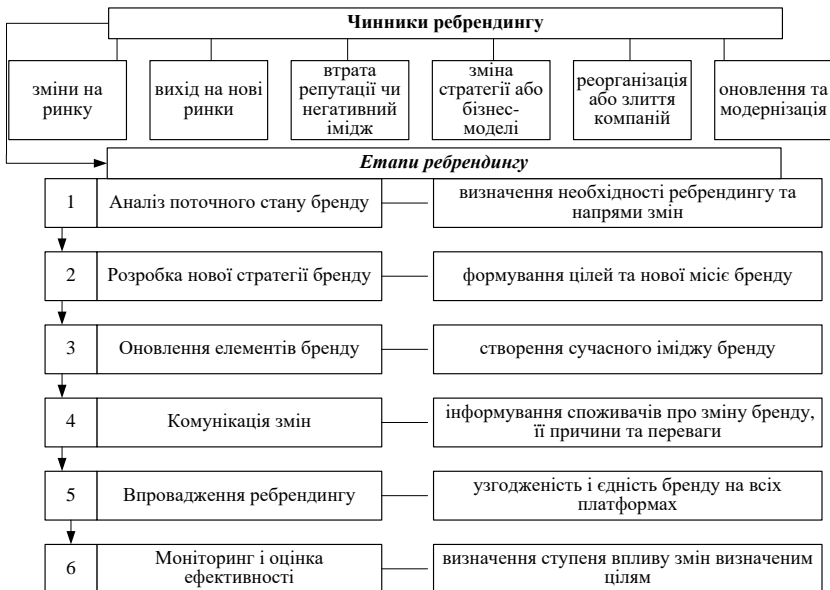 Чинники ребрендингу
зміни на
ринку
вихід на нові
ринки
втрата
репутації чи
негативний
імідж
зміна
стратегії або
бізнес-
моделі
реорганізація
або злиття
компаній
оновлення та
модернізація
Етапи ребрендингу
1
Аналіз поточного стану бренду
визначення необхідності ребрендингу та
напрями змін
2
Розробка нової стратегії бренду
формування цілей та нової місіє бренду
3
Оновлення елементів бренду
створення сучасного іміджу бренду
4
Комунікація змін
інформування споживачів про зміну бренду,
її причини та переваги
5
Впровадження ребрендингу
узгодженість і єдність бренду на всіх
платформах
6
Моніторинг і оцінка
ефективності
визначення ступеня впливу змін визначеним
цілям